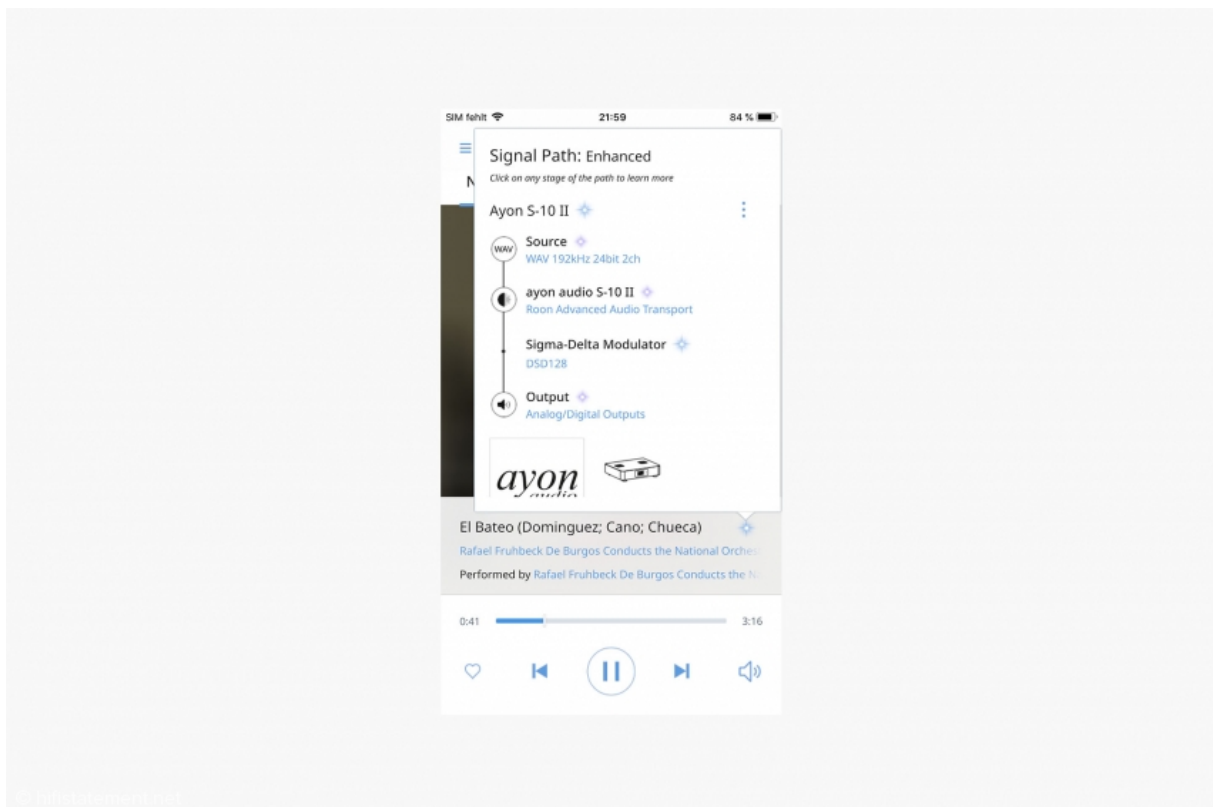 SIM fehlt 21:59 84 %
Signal Path: Enhanced
Click on any stage of the path to learn more
N
Ayon S-10 II
Source
WAV
WAV 192kHz 24bit 2ch
ayon audio S-10 II
Roon Advanced Audio Transport
Sigma-Delta Modulator
DSD128
Output
Analog/Digital Outputs
ayon
audio
El Bateo (Dominguez; Cano; Chueca)
Rafael Fruhbeck De Burgos Conducts the National Orches
Performed by Rafael Fruhbeck De Burgos Conducts the N
0:41 3:16